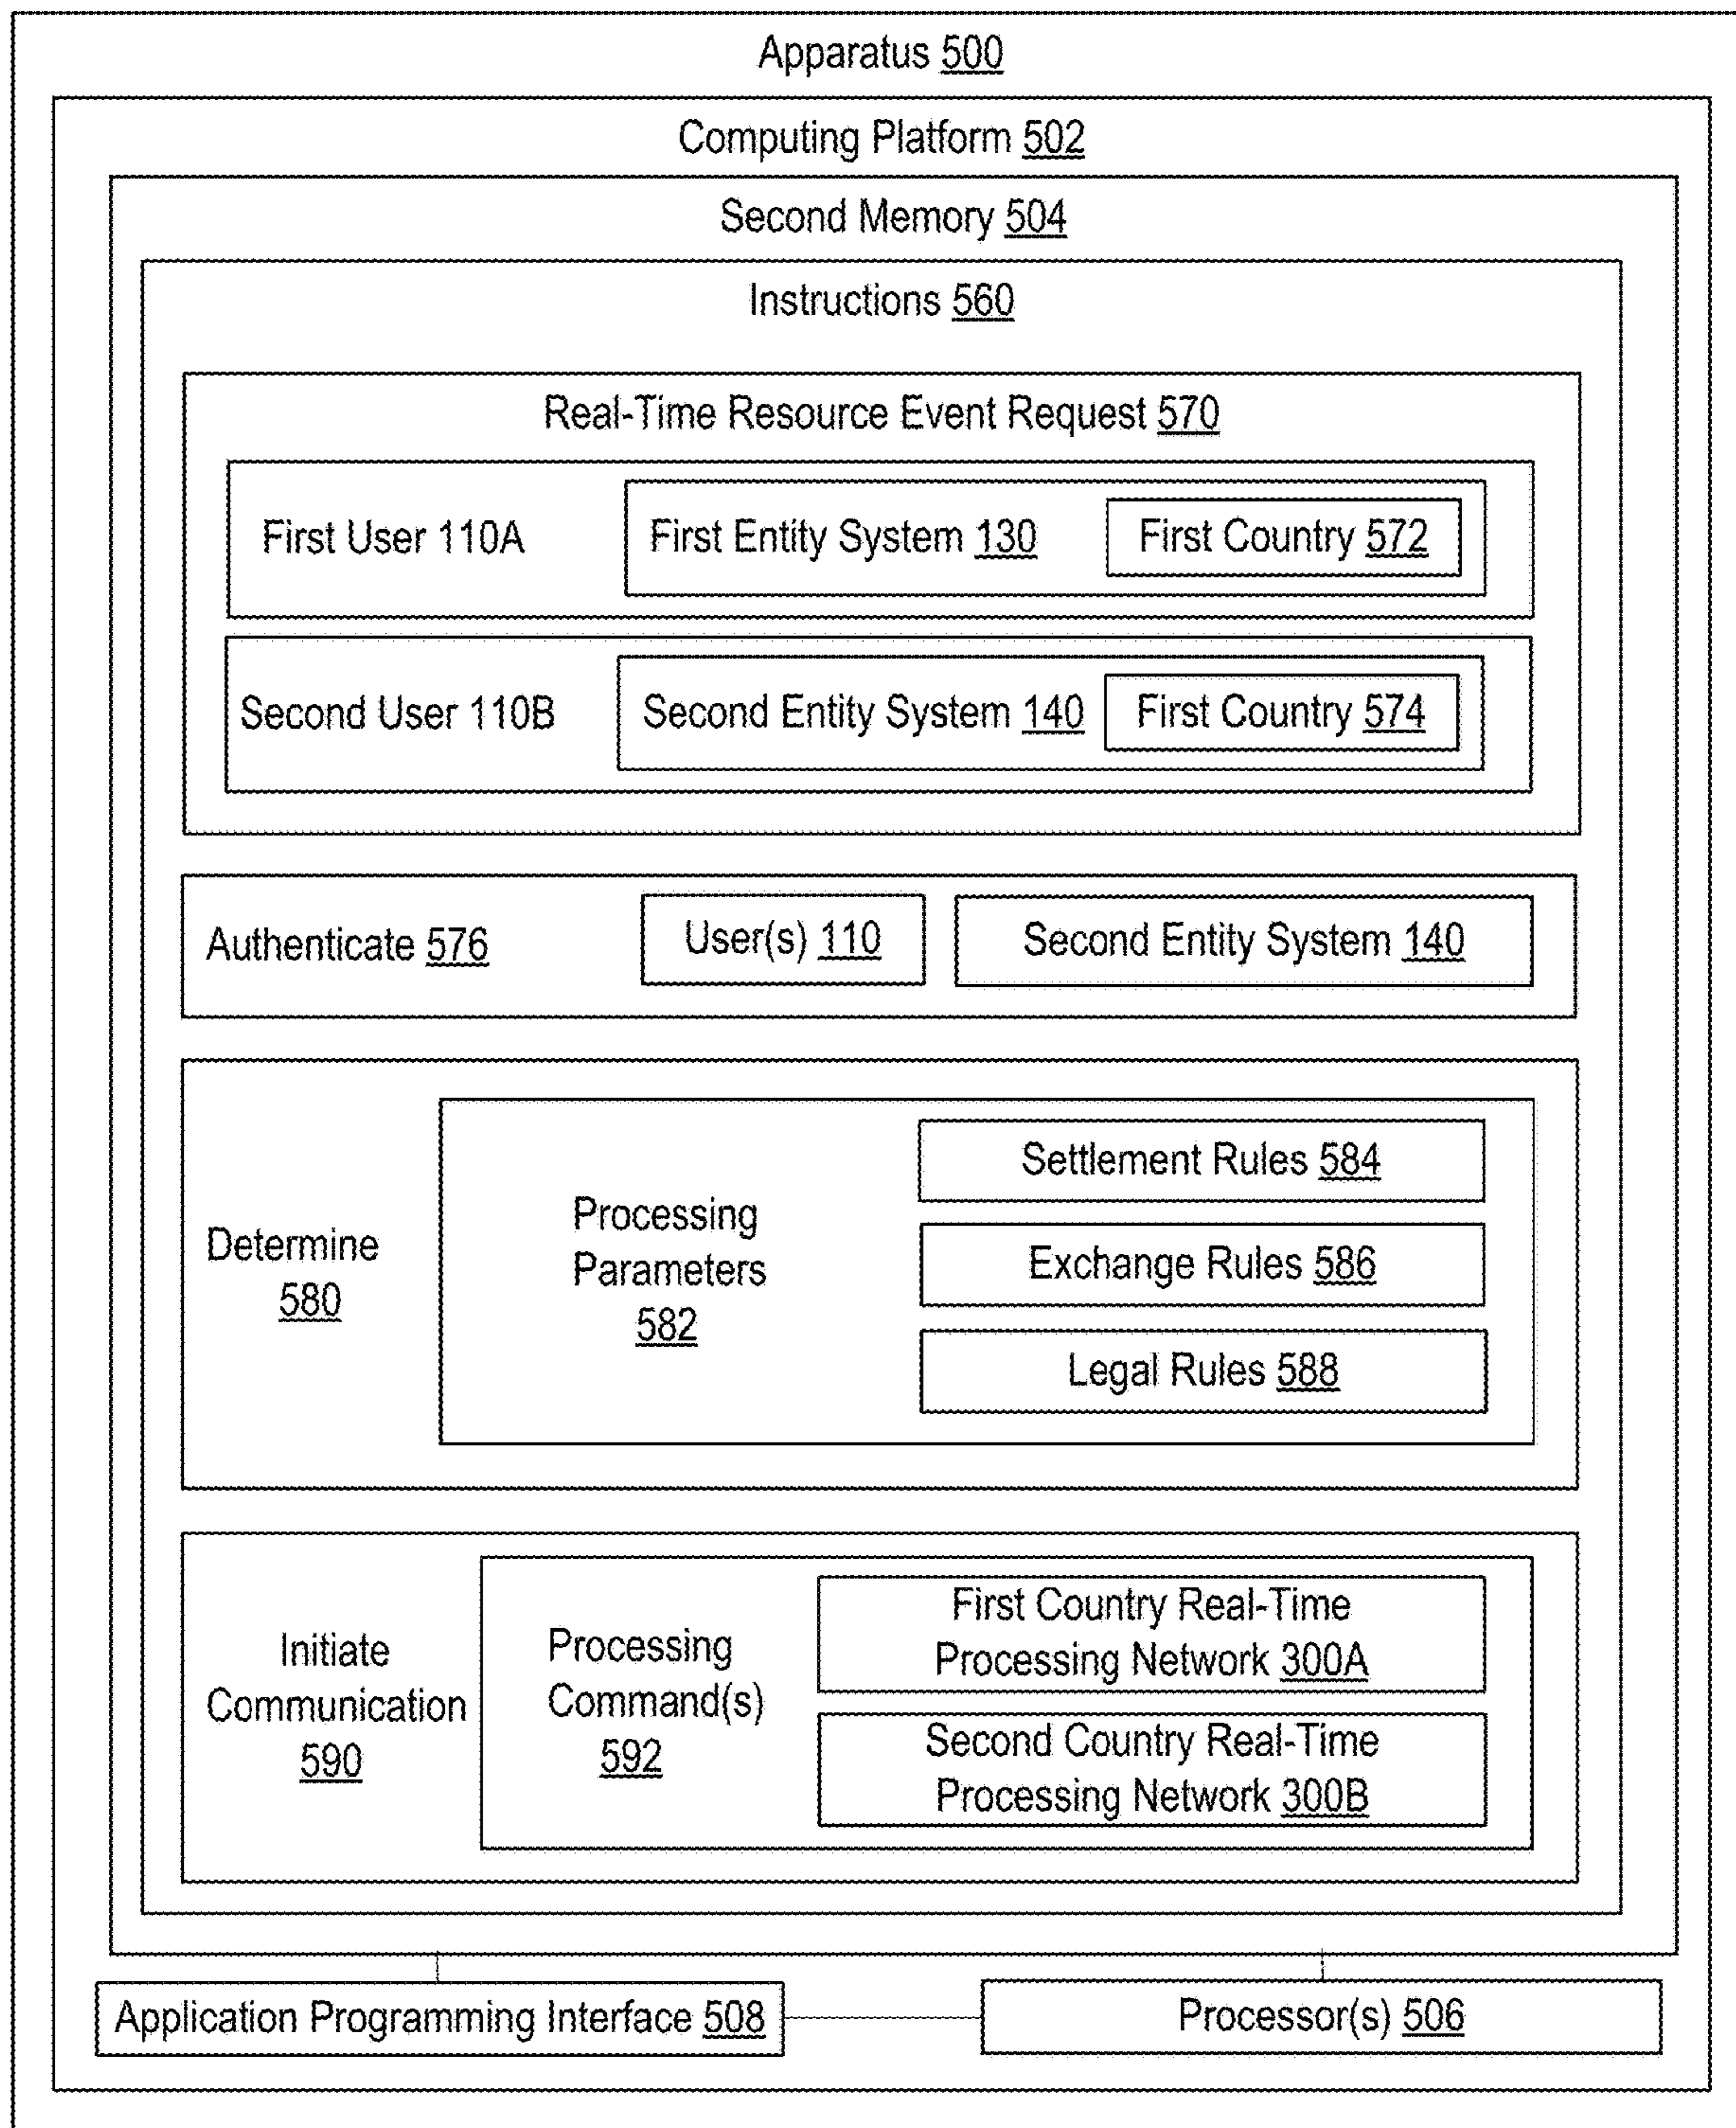 Apparatus 500
Computing Platform 502
Second Memory 504
Instructions 560
Real-Time Resource Event Request 570
First User 110A
First Entity System 130
First Country 572
Second User 110B
Second Entity System 140
First Country 574
Authenticate 576
User(s) 110
Second Entity System 140
Determine
580
Processing
Parameters
582
Settlement Rules 584
Exchange Rules 586
Legal Rules 588
Initiate
Communication
590
Processing
Command(s)
592
First Country Real-Time
Processing Network 300A
Second Country Real-Time
Processing Network 300B
Application Programming Interface 508
Processor(s) 506